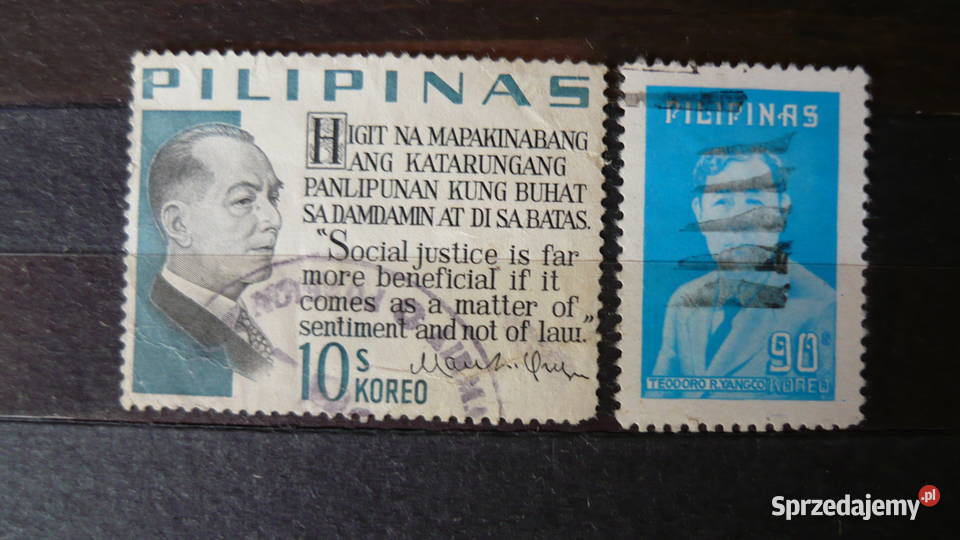 PILIPINAS
HIGIT NA MAPAKINABANG
ANG KATARUNGANG
PANLIPUNAN KUNG BUHAT
SA DAMDAMIN AT DI SA BATAS.
"Social justice is far
more beneficial if it
comes as a matter of
sentiment and not of law."
10s
KOREO
PILIPINAS
90c
TEODORO R. YANGCO
KOREO
Sprzedajemy.pl